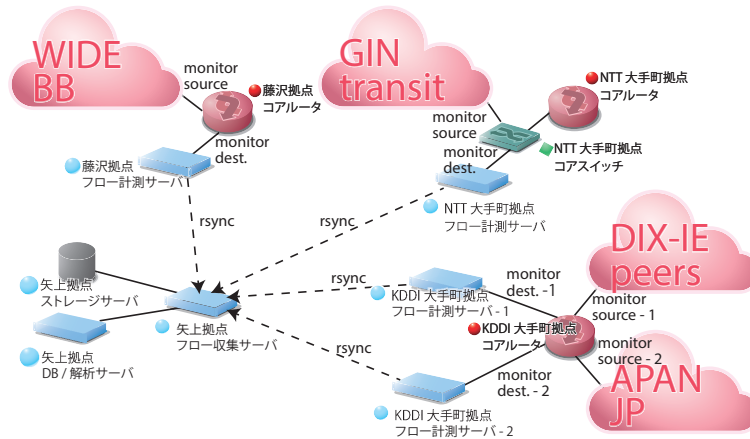 WIDE
BB
monitor
source
藤沢拠点
コアルータ
monitor
dest.
藤沢拠点
フロー計測サーバ
GIN
transit
NTT 大手町拠点
コアルータ
monitor
source
monitor
dest.
NTT 大手町拠点
コアスイッチ
NTT 大手町拠点
フロー計測サーバ
rsync
rsync
DIX-IE
peers
monitor
dest. -1
rsync
KDDI 大手町拠点
フロー計測サーバ - 1
monitor
source - 1
KDDI 大手町拠点
コアルータ
monitor
source - 2
矢上拠点
ストレージサーバ
矢上拠点
フロー収集サーバ
矢上拠点
DB / 解析サーバ
rsync
APAN
JP
monitor
dest. - 2
KDDI 大手町拠点
フロー計測サーバ - 2